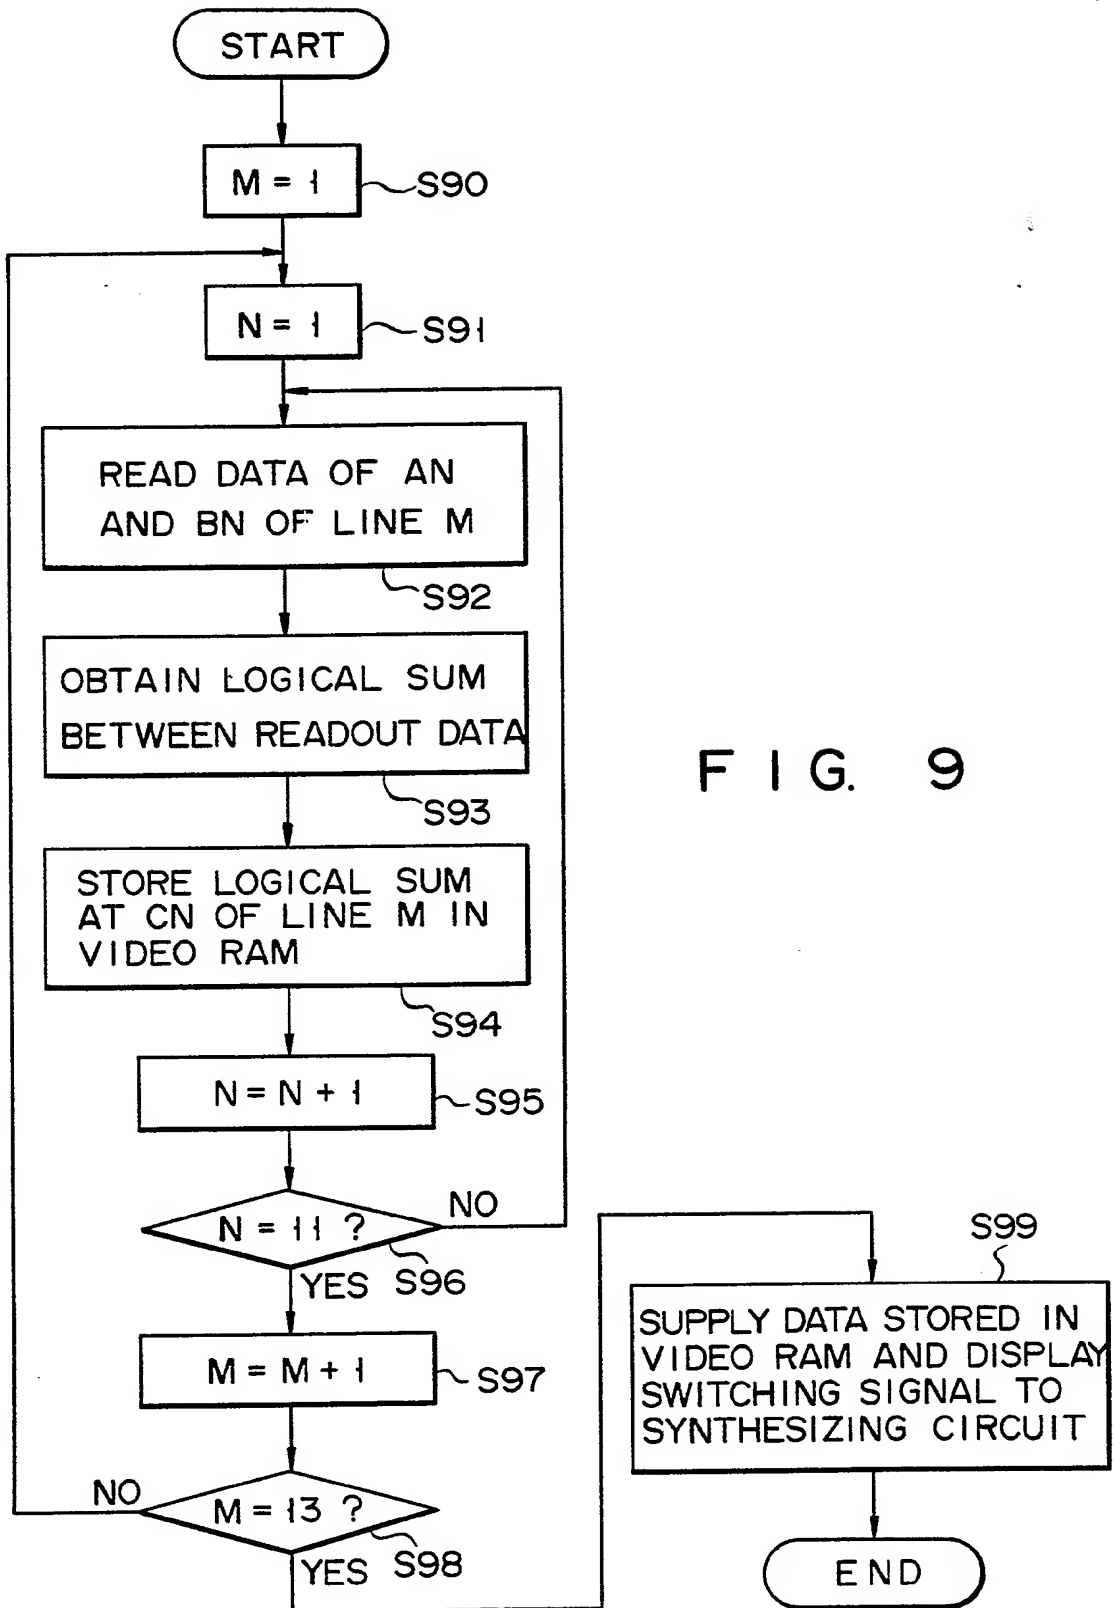 START
M = 1
S90
N = 1
S91
READ DATA OF AN
AND BN OF LINE M
S92
OBTAIN LOGICAL SUM
BETWEEN READOUT DATA
S93
STORE LOGICAL SUM
AT CN OF LINE M IN
VIDEO RAM
S94
N = N + 1
S95
N = 11 ?
NO
S96
YES
M = M + 1
S97
M = 13 ?
NO
S98
YES
S99
SUPPLY DATA STORED IN
VIDEO RAM AND DISPLAY
SWITCHING SIGNAL TO
SYNTHESIZING CIRCUIT
END
FIG. 9